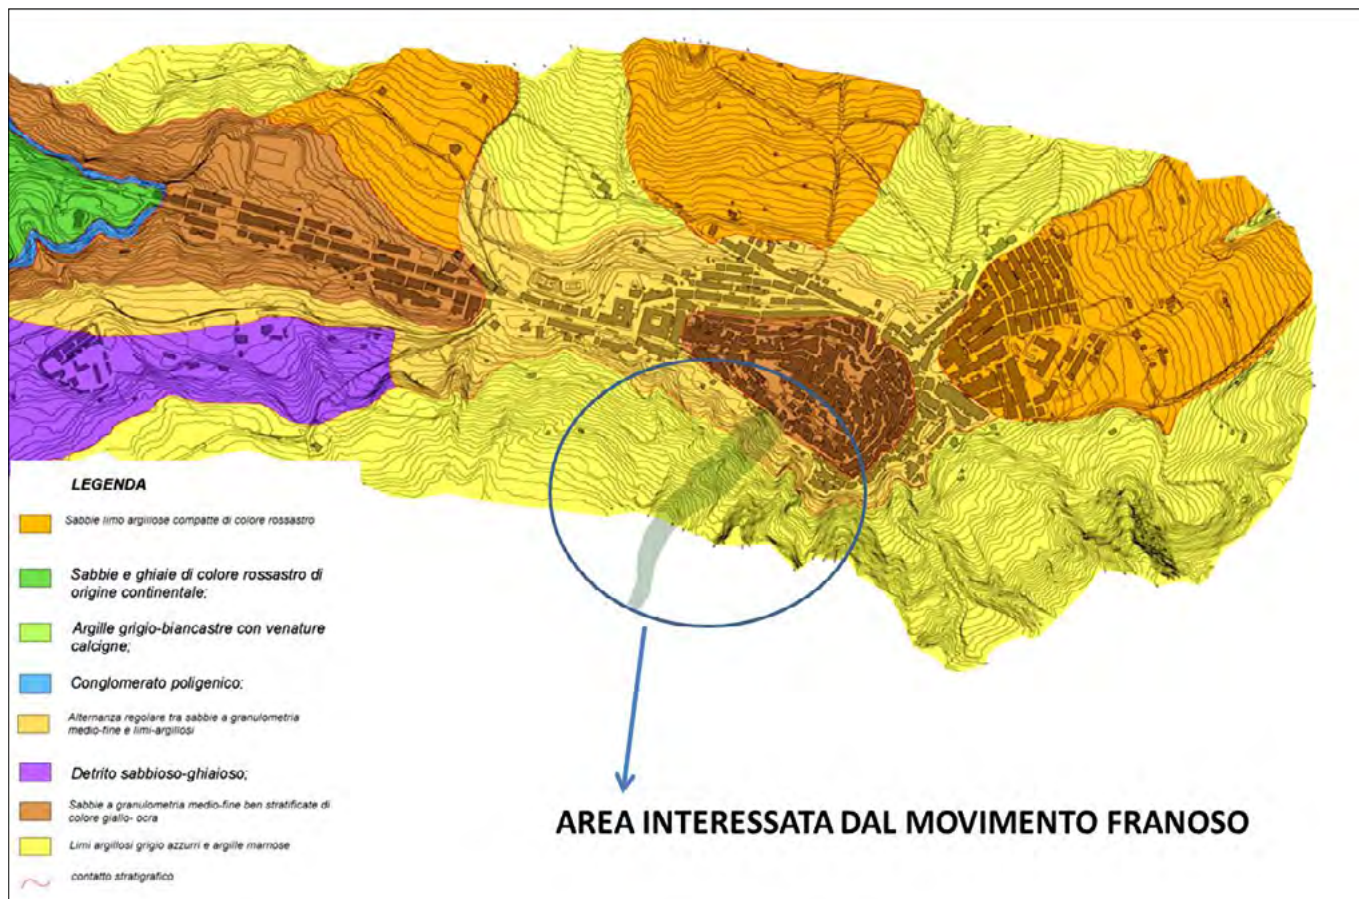 LEGENDA
Sabbie limo argillose compatte di colore rossastro
Sabbie e ghiaie di colore rossastro di
origine continentale;
Argille grigio-biancastre con venature
calcigne;
Conglomerato poligenico;
Alternanza regolare tra sabbie a granulometria
medio-fine e limi-argillosi
Detrito sabbioso-ghiaioso;
Sabbie a granulometria medio-fine ben stratificate di
colore giallo- ocra
Limi argillosi grigio azzurri e argille marnose
contatto stratigrafico
AREA INTERESSATA DAL MOVIMENTO FRANOSO